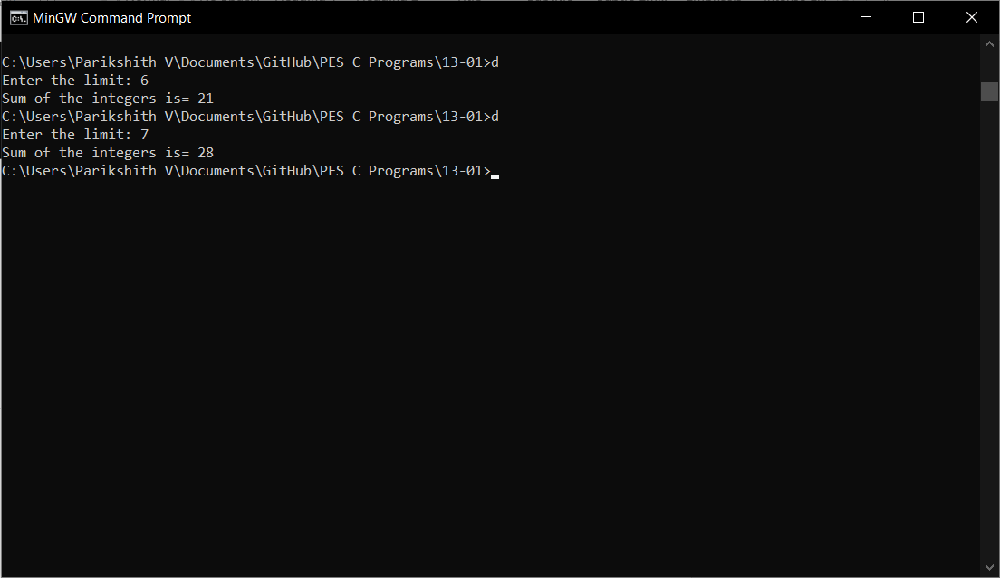 MinGW Command Prompt
C:\Users\Parikshith V\Documents\GitHub\PES C Programs\13-01>d
Enter the limit: 6
Sum of the integers is= 21
C:\Users\Parikshith V\Documents\GitHub\PES C Programs\13-01>d
Enter the limit: 7
Sum of the integers is= 28
C:\Users\Parikshith V\Documents\GitHub\PES C Programs\13-01>